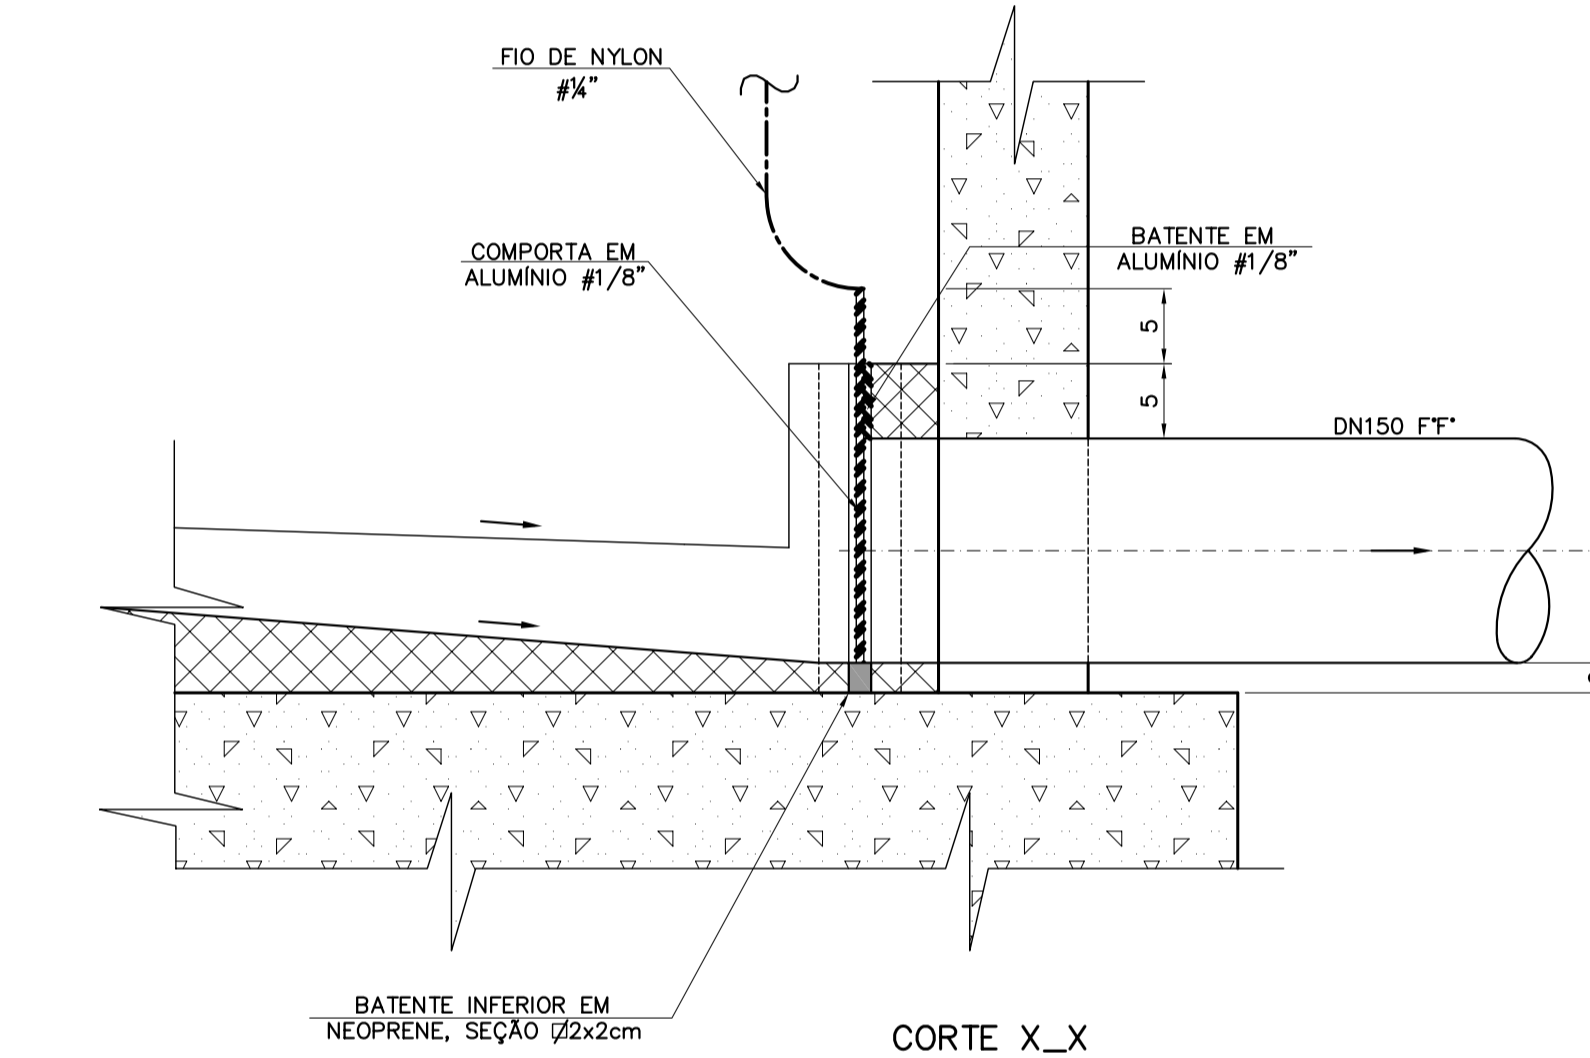 FIO DE NYLON
#¼"
COMPORTA EM
ALUMÍNIO #1/8"
BATENTE EM
ALUMÍNIO #1/8"
5
5
DN150 FºFº
BATENTE INFERIOR EM
NEOPRENE, SEÇÃO 2x2cm
CORTE X_X